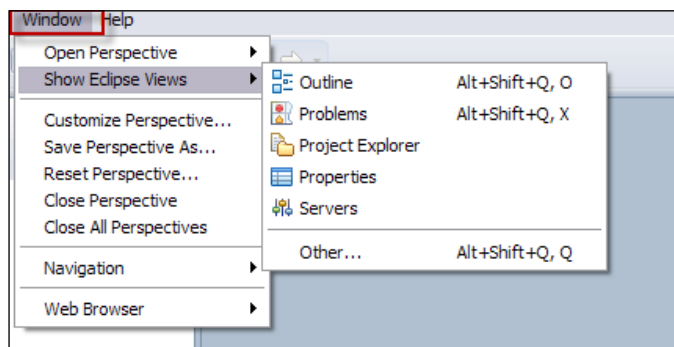 Window Help
Open Perspective
Show Eclipse Views
Customize Perspective...
Save Perspective As...
Reset Perspective...
Close Perspective
Close All Perspectives
Navigation
Web Browser
Outline Alt+Shift+Q, O
Problems Alt+Shift+Q, X
Project Explorer
Properties
Servers
Other... Alt+Shift+Q, Q